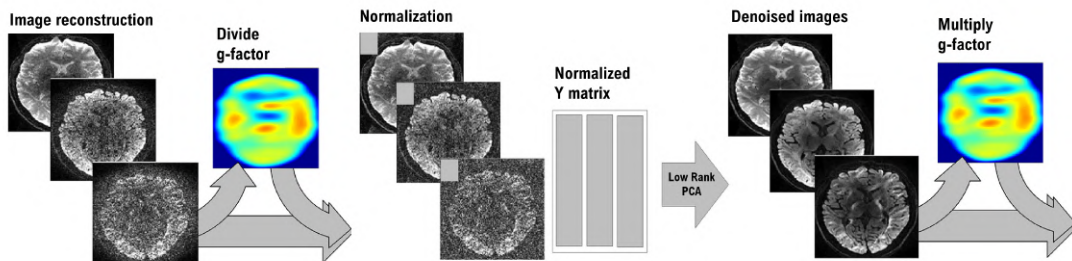 Image reconstruction
Divide
g-factor
Normalization
Normalized
Y matrix
Low Rank
PCA
Denoised images
Multiply
g-factor